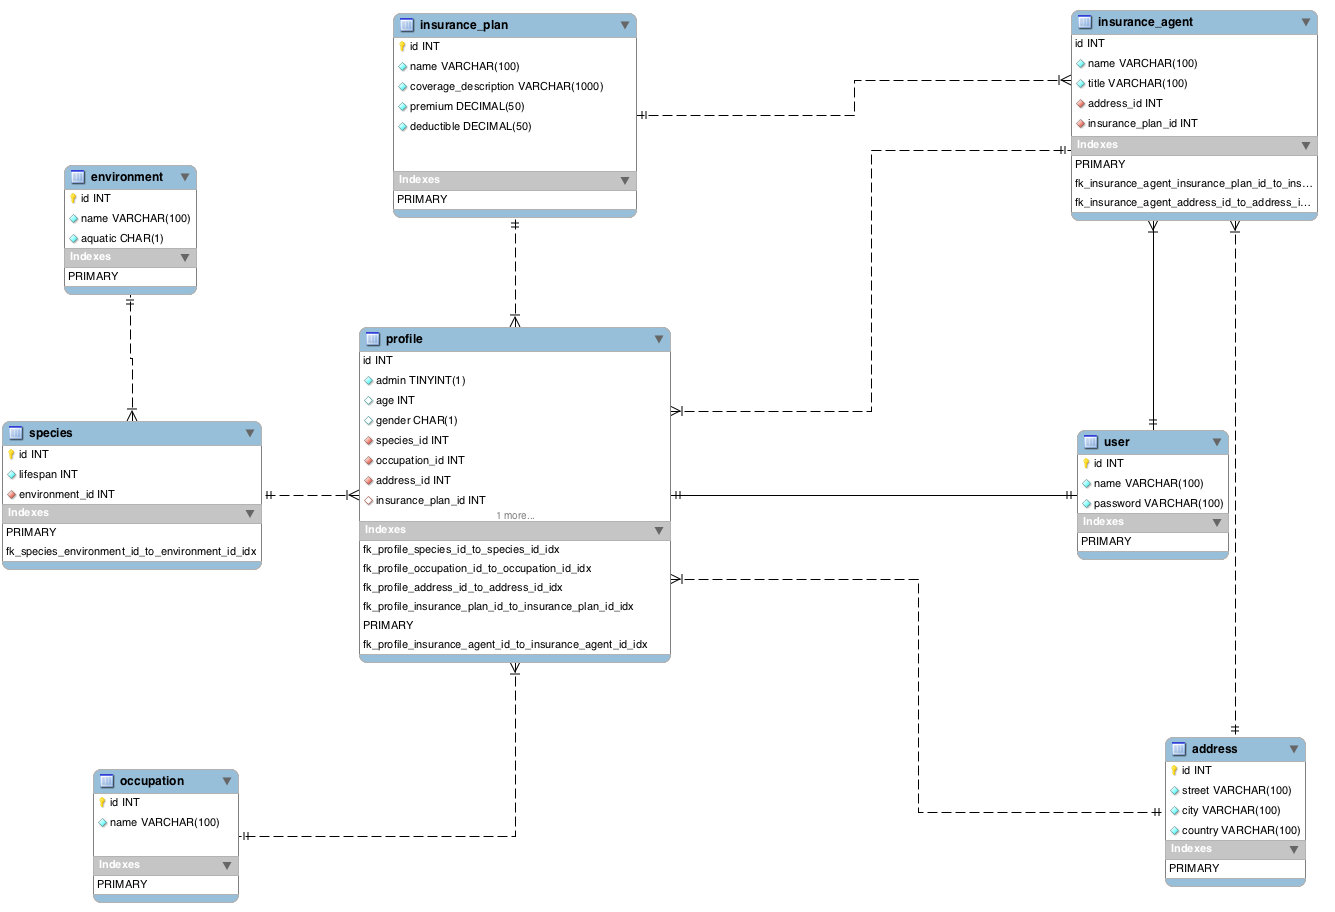 insurance_plan
id INT
name VARCHAR(100)
coverage_description VARCHAR(1000)
premium DECIMAL(50)
deductible DECIMAL(50)
Indexes
PRIMARY
insurance_agent
id INT
name VARCHAR(100)
title VARCHAR(100)
address_id INT
insurance_plan_id INT
Indexes
PRIMARY
fk_insurance_agent_insurance_plan_id_to_ins...
fk_insurance_agent_address_id_to_address_i...
environment
id INT
name VARCHAR(100)
aquatic CHAR(1)
Indexes
PRIMARY
profile
id INT
admin TINYINT(1)
age INT
gender CHAR(1)
species_id INT
occupation_id INT
address_id INT
insurance_plan_id INT
1 more...
Indexes
fk_profile_species_id_to_species_id_idx
fk_profile_occupation_id_to_occupation_id_idx
fk_profile_address_id_to_address_id_idx
fk_profile_insurance_plan_id_to_insurance_plan_id_idx
PRIMARY
fk_profile_insurance_agent_id_to_insurance_agent_id_idx
species
id INT
lifespan INT
environment_id INT
Indexes
PRIMARY
fk_species_environment_id_to_environment_id_idx
user
id INT
name VARCHAR(100)
password VARCHAR(100)
Indexes
PRIMARY
occupation
id INT
name VARCHAR(100)
Indexes
PRIMARY
address
id INT
street VARCHAR(100)
city VARCHAR(100)
country VARCHAR(100)
Indexes
PRIMARY